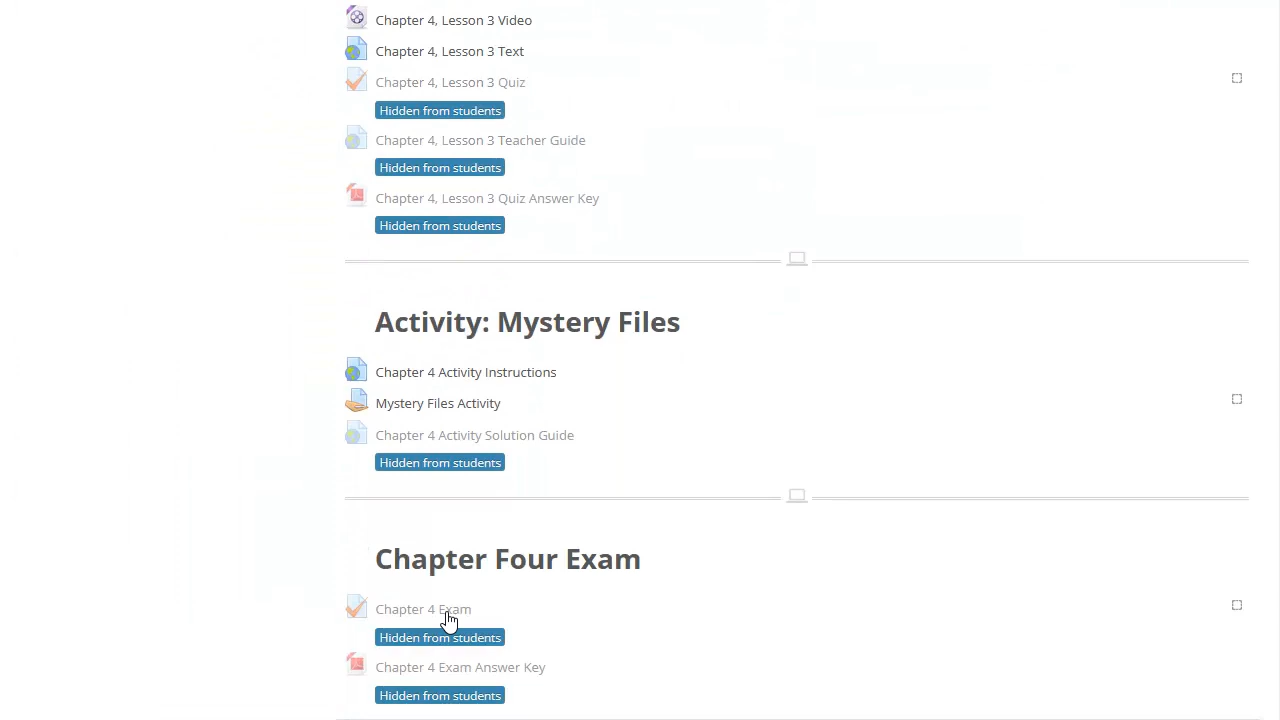 Chapter 4, Lesson 3 Video
Chapter 4, Lesson 3 Text
Chapter 4, Lesson 3 Quiz
Hidden from students
Chapter 4, Lesson 3 Teacher Guide
Hidden from students
Chapter 4, Lesson 3 Quiz Answer Key
Hidden from students
Activity: Mystery Files
Chapter 4 Activity Instructions
Mystery Files Activity
Chapter 4 Activity Solution Guide
Hidden from students
Chapter Four Exam
Chapter 4 Exam
Hidden from students
Chapter 4 Exam Answer Key
Hidden from students